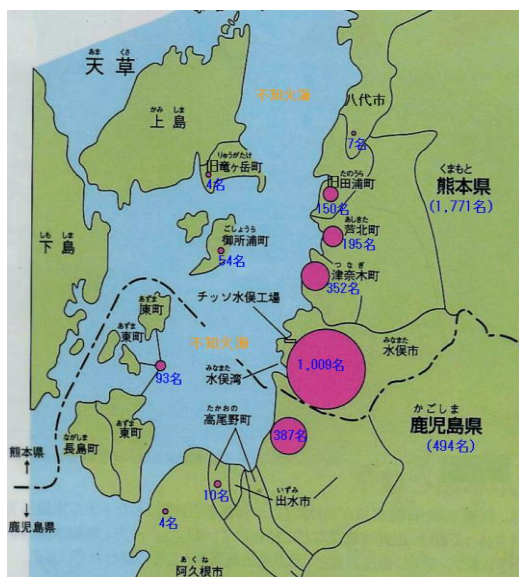 あま くさ
天草
不知火海
かみしま
上島
八代市
7名
りゅうがたけ
旧竜ヶ岳町
4名
たのうら
旧田浦町
150名
くまもと
熊本県
(1,771名)
あしきた
芦北町
195名
ごしょうら
御所浦町
54名
しもしま
下島
つなぎ
津奈木町
352名
チッソ水俣工場
あずま
東町
あずま
東町
不知火海
93名
みなまた
水俣湾
1,009名
みなまた
水俣市
かごしま
鹿児島県
(494名)
たかおの
高尾野町
387名
ながしま
長島町
あずま
東町
熊本県
鹿児島県
10名
いずみ
出水市
4名
あくね
阿久根市